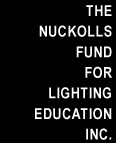 THE
NUCKOLLS
FUND
FOR
LIGHTING
EDUCATION
INC.